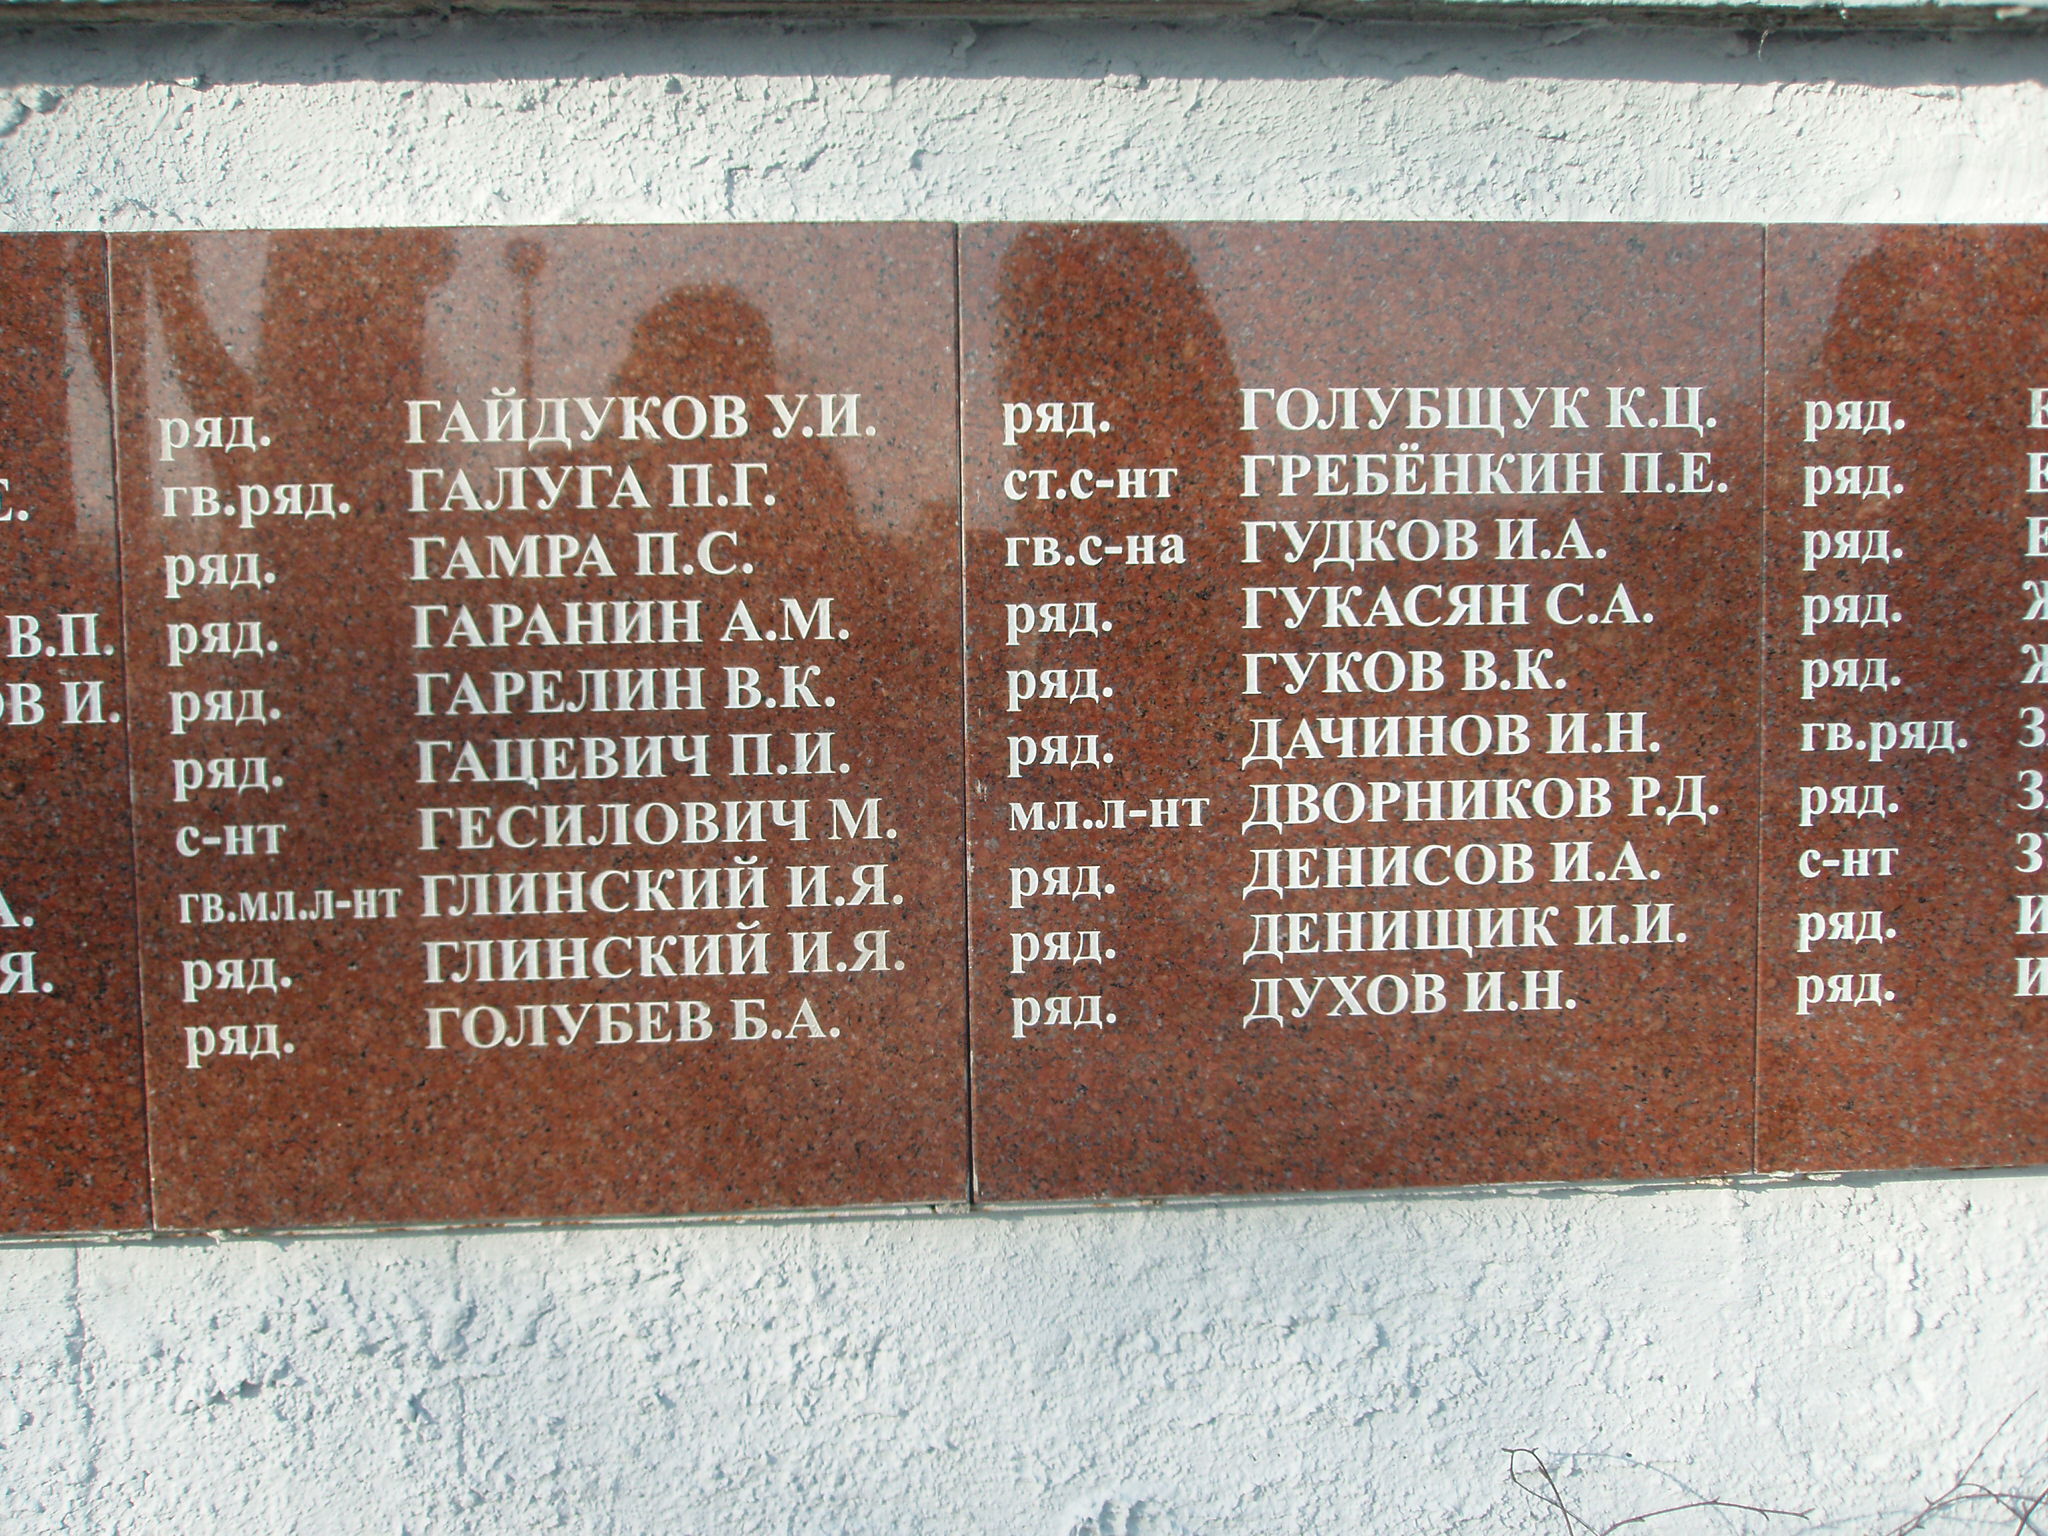 В.П.
ОВ И.
А.
Я.
ряд. ГАЙДУКОВ У.И.
гв.ряд. ГАЛУГА П.Г.
ряд. ГАМРА П.С.
ряд. ГАРАНИН А.М.
ряд. ГАРЕЛИН В.К.
ряд. ГАЦЕВИЧ П.И.
с-нт ГЕСИЛОВИЧ М.
гв.мл.л-нт ГЛИНСКИЙ И.Я.
ряд. ГЛИНСКИЙ И.Я.
ряд. ГОЛУБЕВ Б.А.
ряд. ГОЛУБЩУК К.Ц.
ст.с-нт ГРЕБЁНКИН П.Е.
гв.с-на ГУДКОВ И.А.
ряд. ГУКАСЯН С.А.
ряд. ГУКОВ В.К.
ряд. ДАЧИНОВ И.Н.
мл.л-нт ДВОРНИКОВ Р.Д.
ряд. ДЕНИСОВ И.А.
ряд. ДЕНИЩИК И.И.
ряд. ДУХОВ И.Н.
ряд.
ряд.
ряд.
ряд.
ряд.
гв.ряд.
ряд.
с-нт
ряд.
ряд.